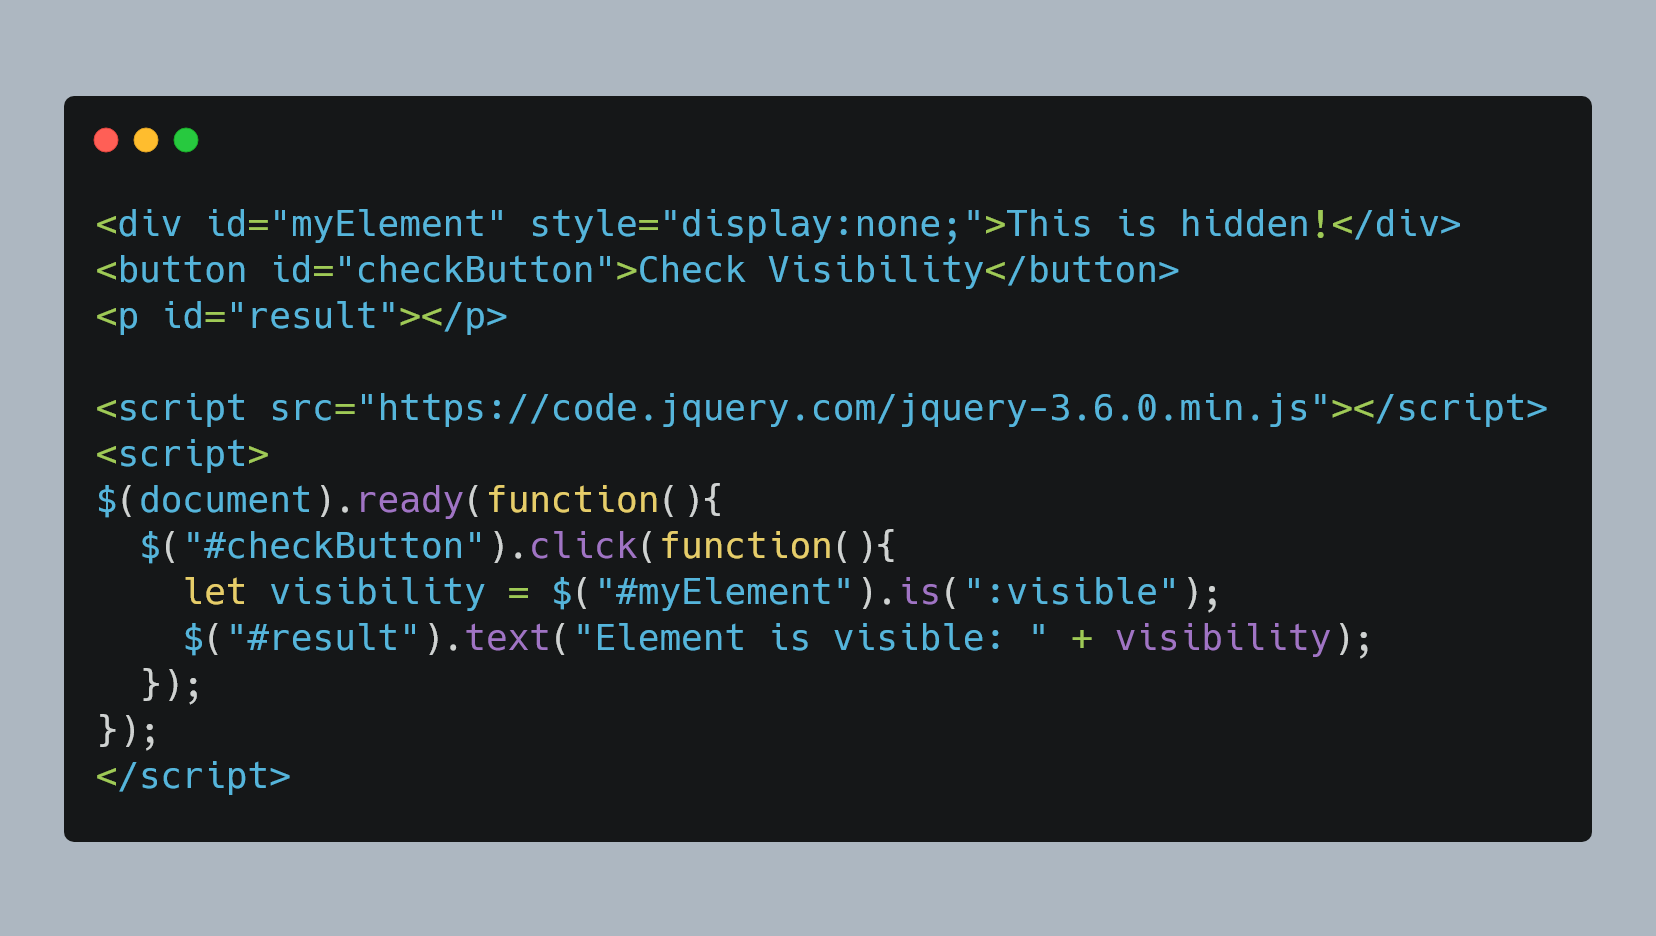 <div id="myElement" style="display:none;">This is hidden!</div>
<button id="checkButton">Check Visibility</button>
<p id="result"></p>

<script src="https://code.jquery.com/jquery-3.6.0.min.js"></script>
<script>
$(document).ready(function(){
  $("#checkButton").click(function(){
    let visibility = $("#myElement").is(":visible");
    $("#result").text("Element is visible: " + visibility);
  });
});
</script>